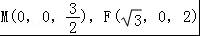 M(0, 0, 3/2), F(√3, 0, 2)